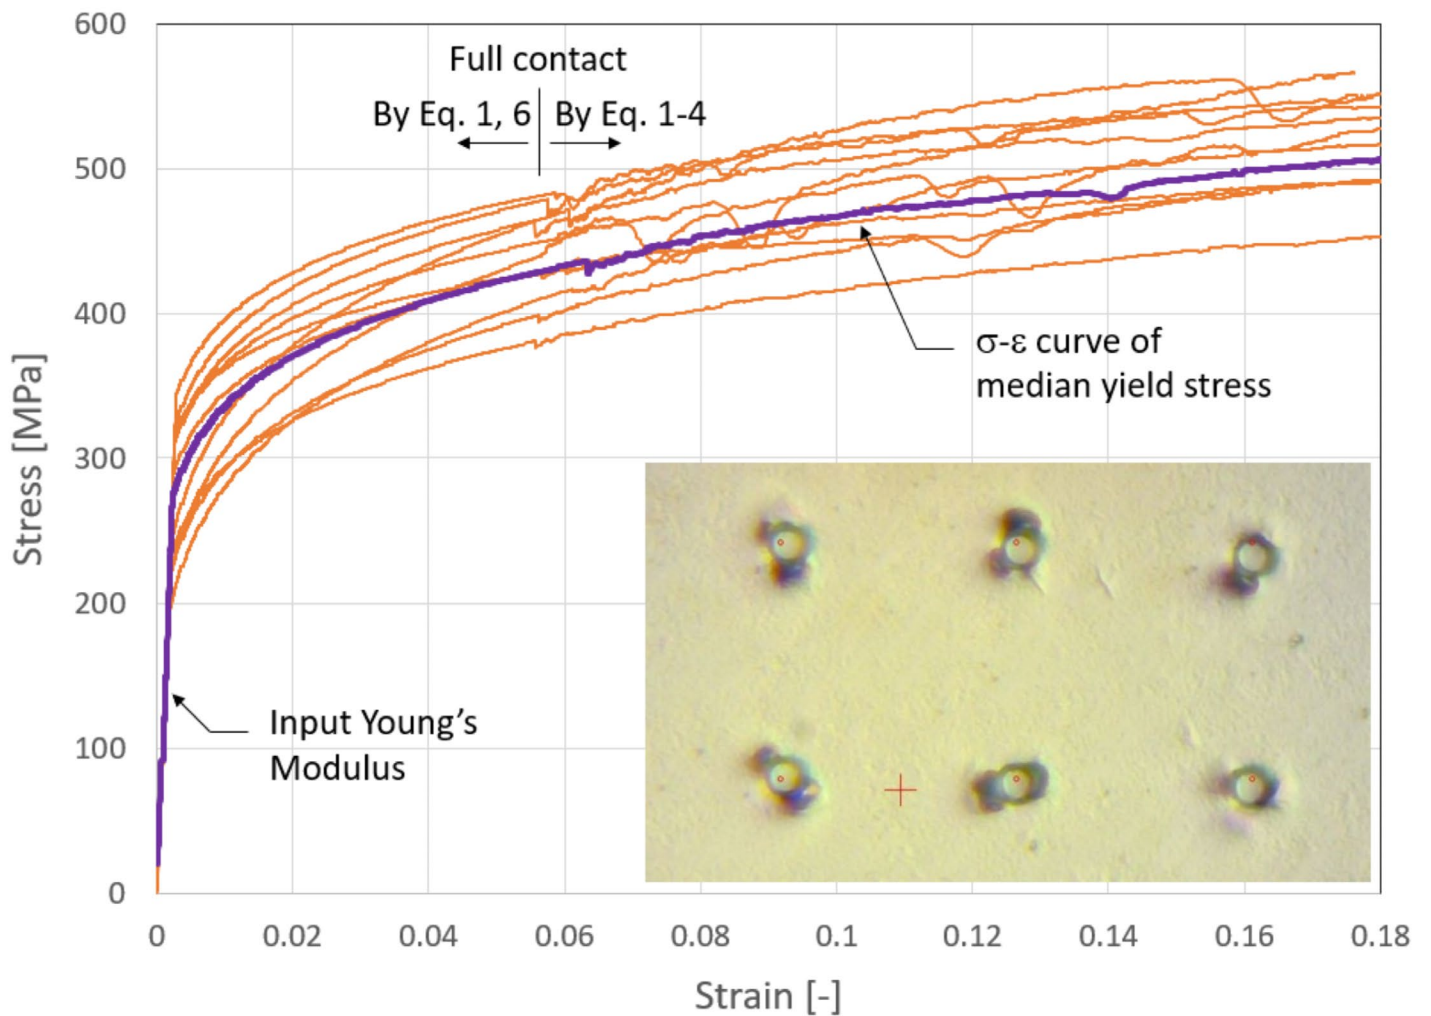 600
500
400
300
200
100
0
Stress [MPa]
Full contact
By Eq. 1, 6 By Eq. 1-4
σ-ε curve of
median yield stress
Input Young’s
Modulus
0 0.02 0.04 0.06 0.08 0.1 0.12 0.14 0.16 0.18
Strain [-]